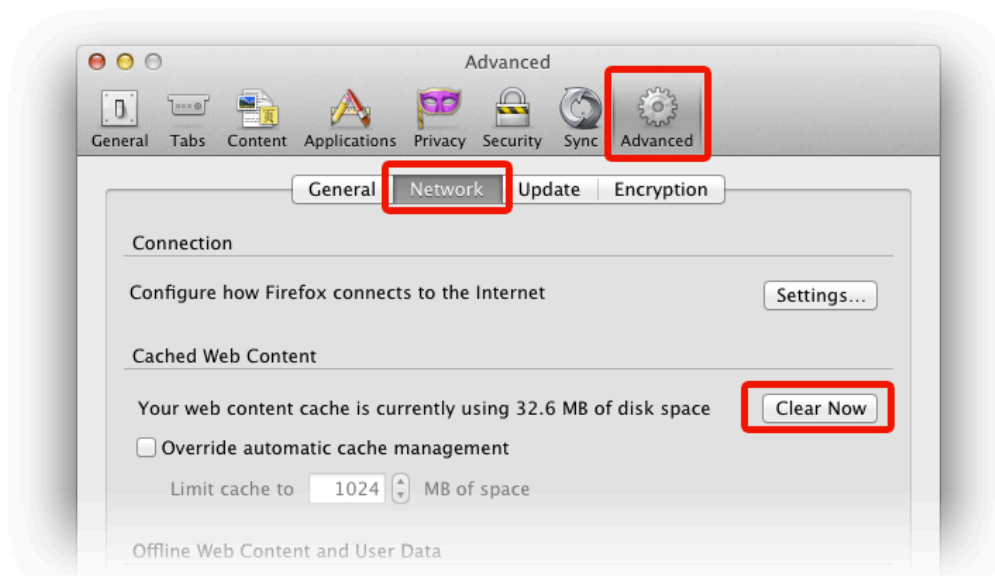 Advanced
General Tabs Content Applications Privacy Security Sync Advanced
General Network Update Encryption
Connection
Configure how Firefox connects to the Internet Settings...
Cached Web Content
Your web content cache is currently using 32.6 MB of disk space Clear Now
Override automatic cache management
Limit cache to 1024 MB of space
Offline Web Content and User Data